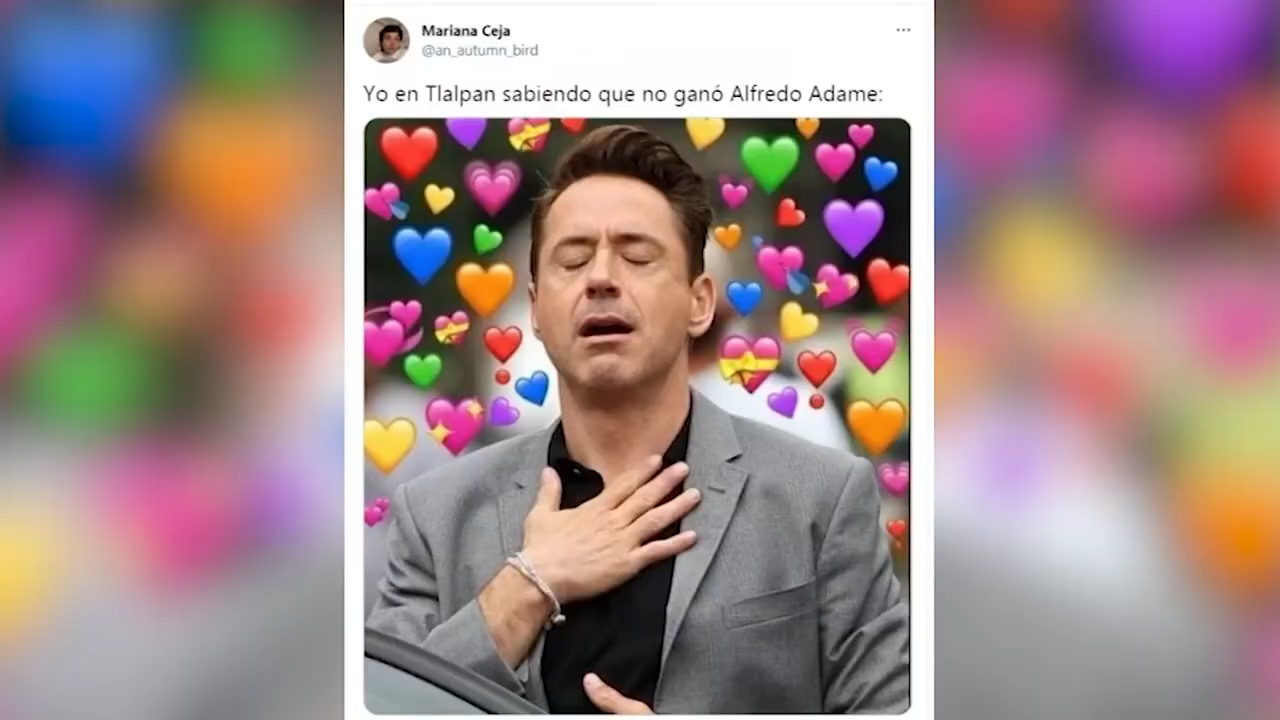 Mariana Ceja
@an_autumn_bird
Yo en Tlalpan sabiendo que no ganó Alfredo Adame: